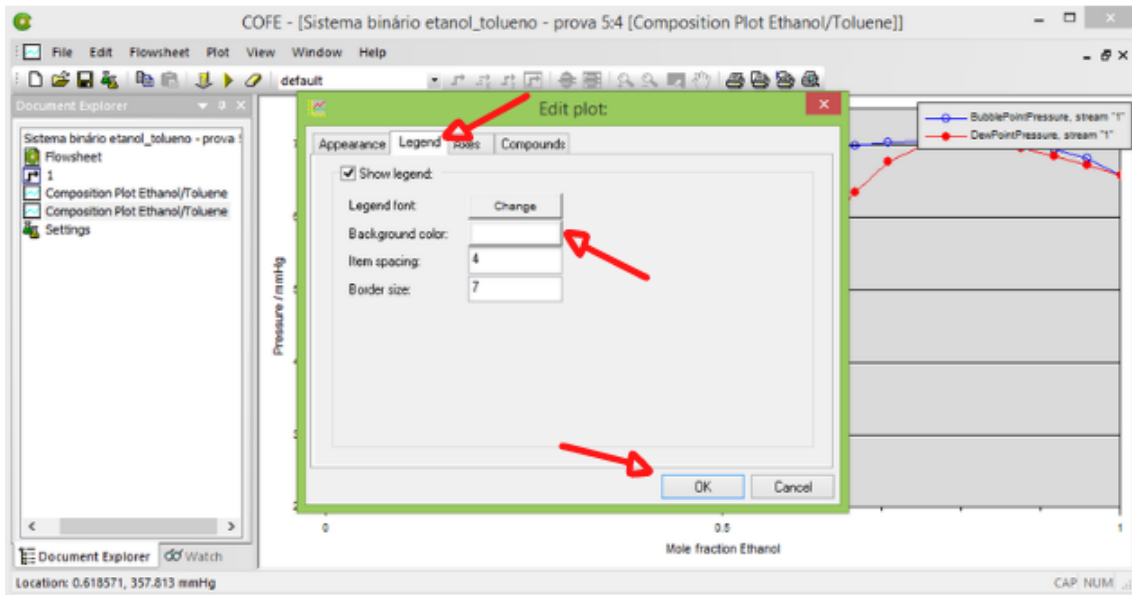 COFE - [Sistema binário etanol_tolueno - prova 5:4 [Composition Plot Ethanol/Toluene]]
File Edit Flowsheet Plot View Window Help
default
Document Explorer
Sistema binário etanol_tolueno - prova
Flowsheet
1
Composition Plot Ethanol/Toluene
Composition Plot Ethanol/Toluene
Settings
Document Explorer Watch
Edit plot:
Appearance Legend Axes Compounds
Show legend:
Legend font: Change
Background color:
Item spacing: 4
Border size: 7
OK Cancel
BubblePointPressure, stream "1"
DewPointPressure, stream "1"
Pressure / mmHg
0 0.5 1
Mole fraction Ethanol
Location: 0.618571, 357.813 mmHg
CAP NUM